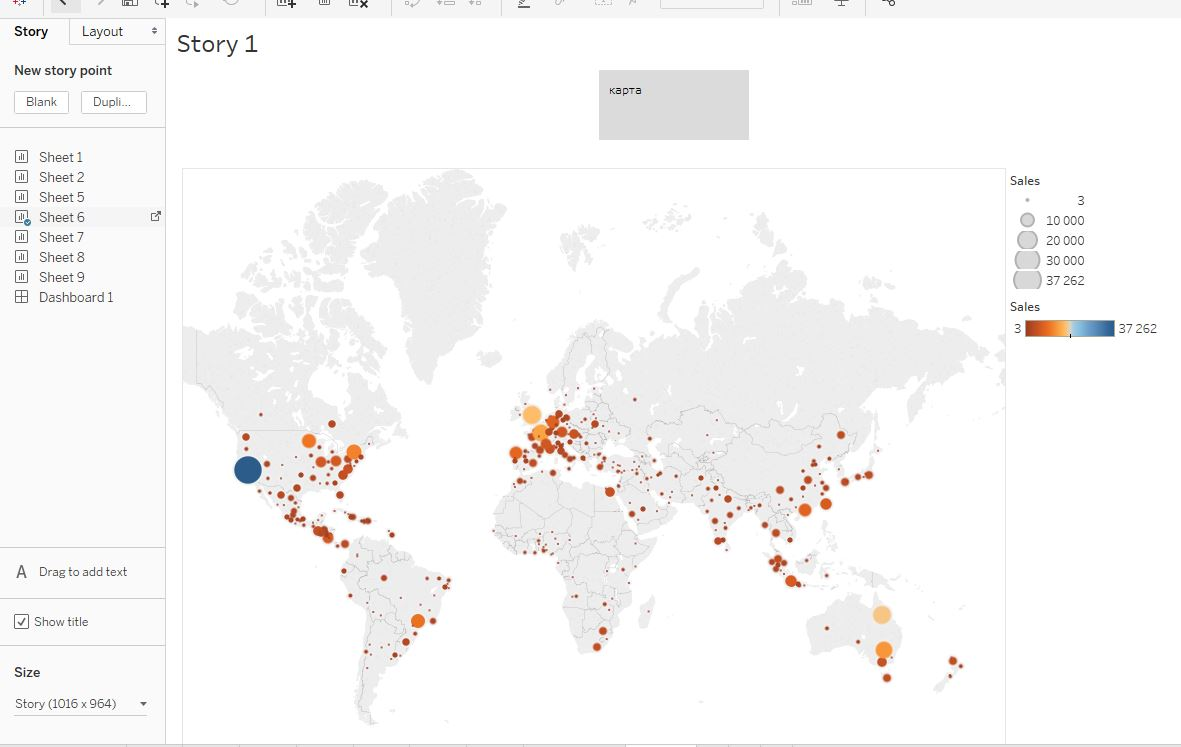 Story
Layout
New story point
Blank
Dupli...
Sheet 1
Sheet 2
Sheet 5
Sheet 6
Sheet 7
Sheet 8
Sheet 9
Dashboard 1
A Drag to add text
Show title
Size
Story (1016 x 964)
Story 1
карта
Sales
3
10 000
20 000
30 000
37 262
Sales
3 37 262